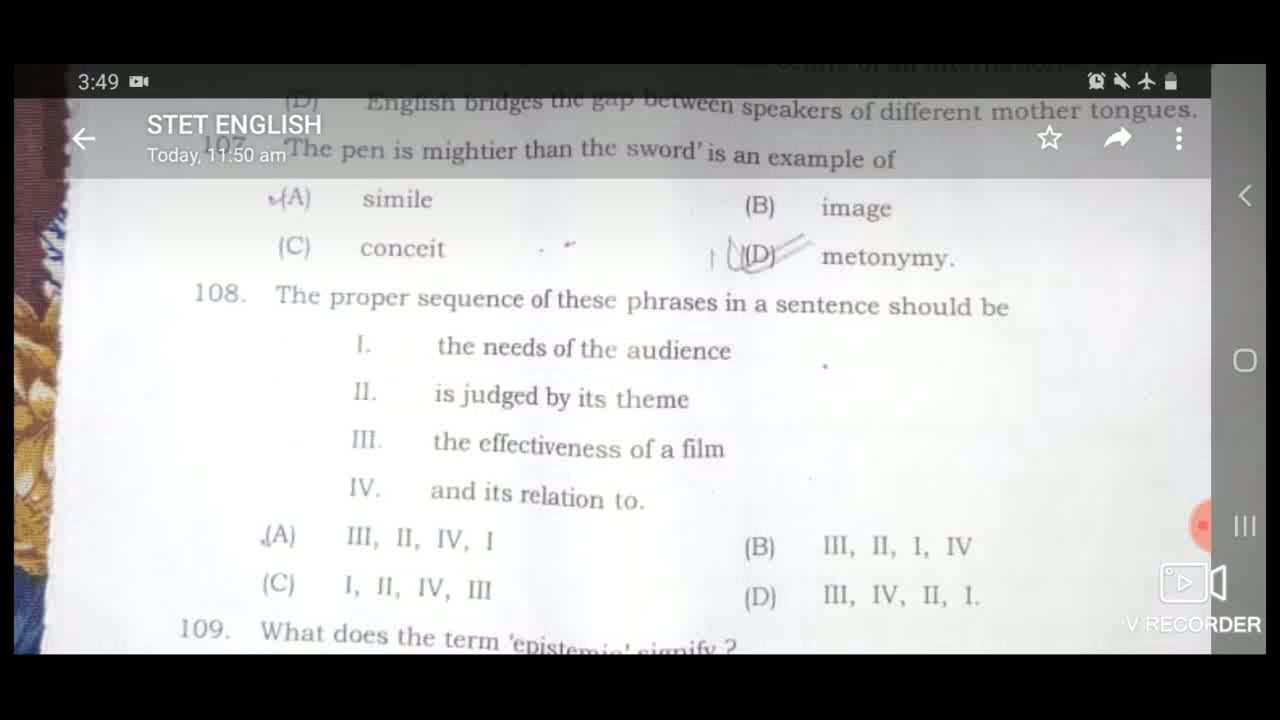 3:49
(D) English bridges the gap between speakers of different mother tongues.
STET ENGLISH
Today, 11:50 am
107. 'The pen is mightier than the sword' is an example of
(A) simile (B) image
(C) conceit (D) metonymy.
108. The proper sequence of these phrases in a sentence should be
I. the needs of the audience
II. is judged by its theme
III. the effectiveness of a film
IV. and its relation to.
(A) III, II, IV, I (B) III, II, I, IV
(C) I, II, IV, III (D) III, IV, II, I.
V RECORDER
109. What does the term 'epistemic' signify ?